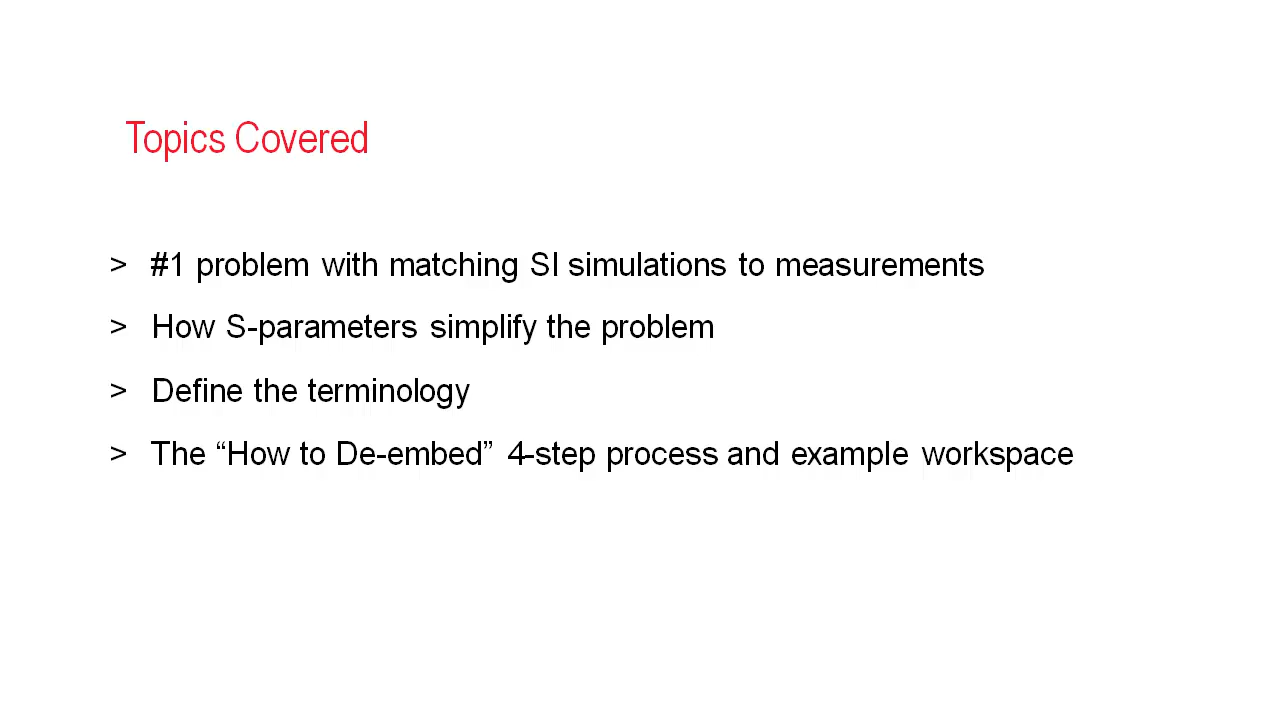 Topics Covered
> #1 problem with matching SI simulations to measurements
> How S-parameters simplify the problem
> Define the terminology
> The “How to De-embed” 4-step process and example workspace